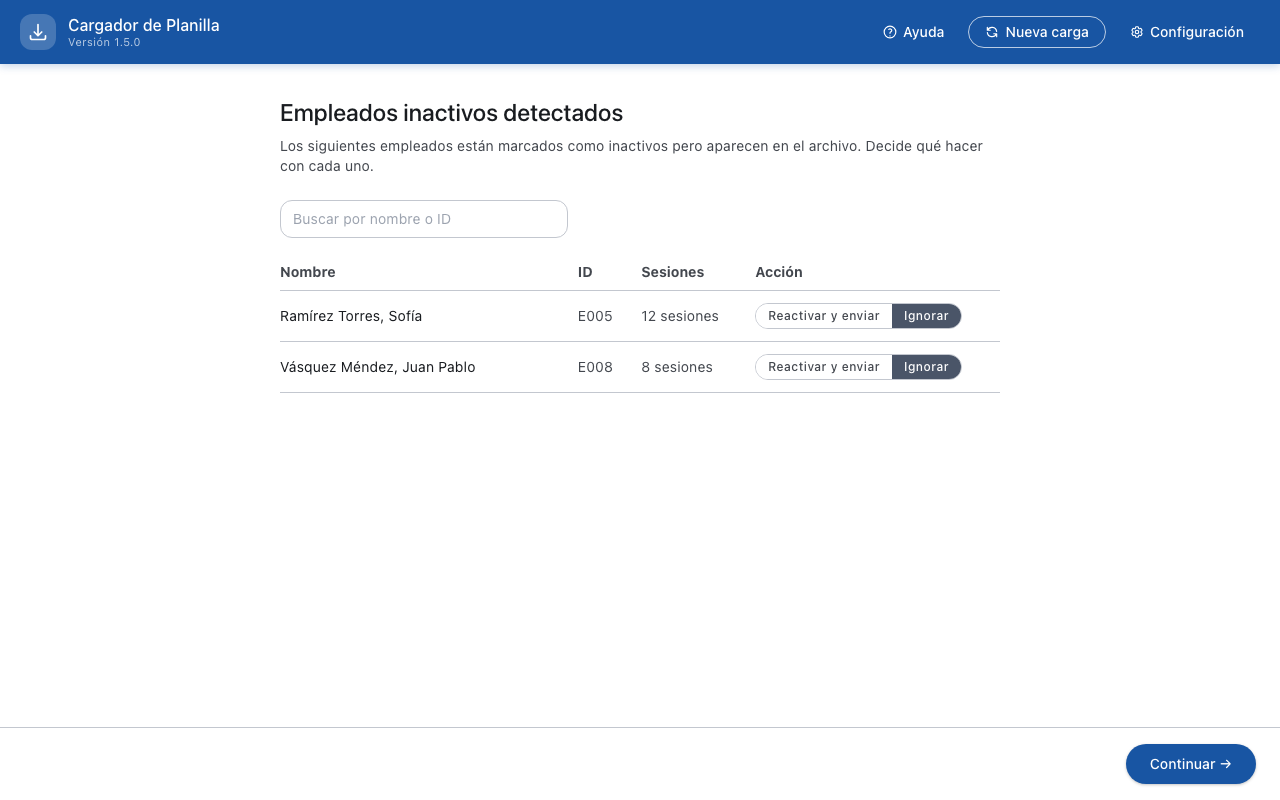 Cargador de Planilla
Versión 1.5.0
Ayuda
Nueva carga
Configuración
Empleados inactivos detectados
Los siguientes empleados están marcados como inactivos pero aparecen en el archivo. Decide qué hacer
con cada uno.
Buscar por nombre o ID
Nombre ID Sesiones Acción
Ramírez Torres, Sofía E005 12 sesiones Reactivar y enviar Ignorar
Vásquez Méndez, Juan Pablo E008 8 sesiones Reactivar y enviar Ignorar
Continuar →